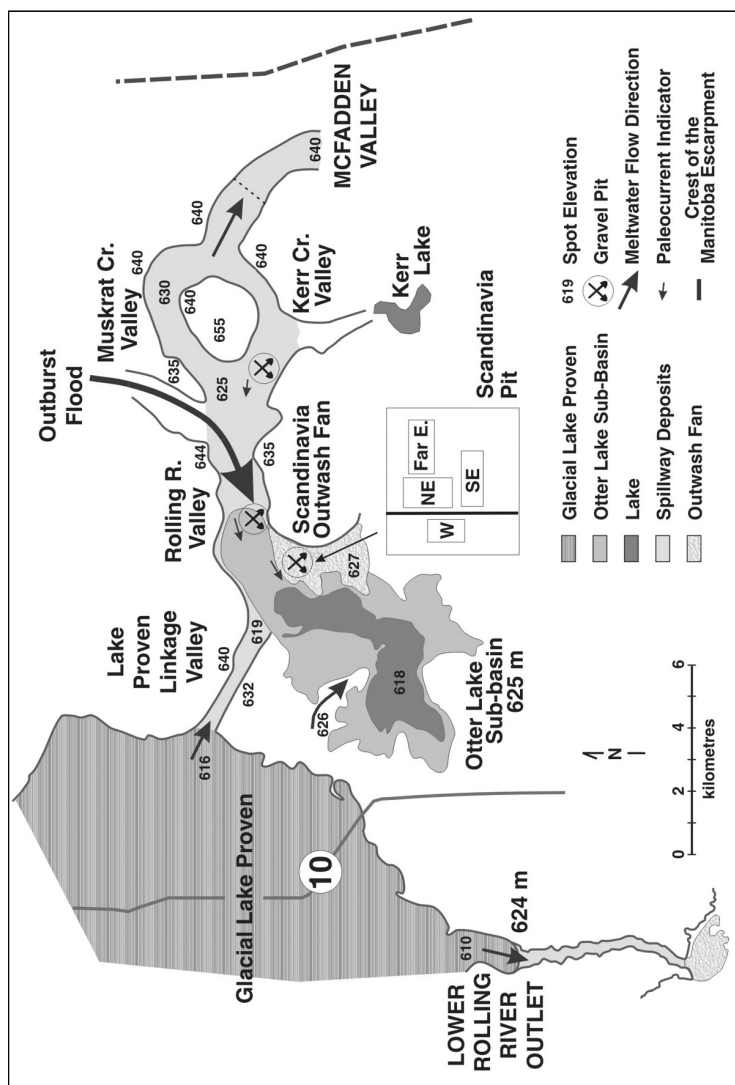 Outburst
Flood
Muskrat Cr.
Valley
640
640
640
640
MCFADDEN
VALLEY
630
640
655
640
Kerr Cr.
Valley
Kerr
Lake
635
625
644
635
Rolling R.
Valley
Scandinavia
Outwash Fan
627
Lake
Proven
Linkage
Valley
640
619
632
616
626
618
Otter Lake
Sub-basin
625 m
Glacial Lake Proven
10
610
624 m
LOWER
ROLLING
RIVER
OUTLET
Scandinavia
Pit
W
NE
Far E.
SE
N
0 2 4 6
kilometres
Glacial Lake Proven
Otter Lake Sub-Basin
Lake
Spillway Deposits
Outwash Fan
619 Spot Elevation
Gravel Pit
Meltwater Flow Direction
Paleocurrent Indicator
Crest of the
Manitoba Escarpment